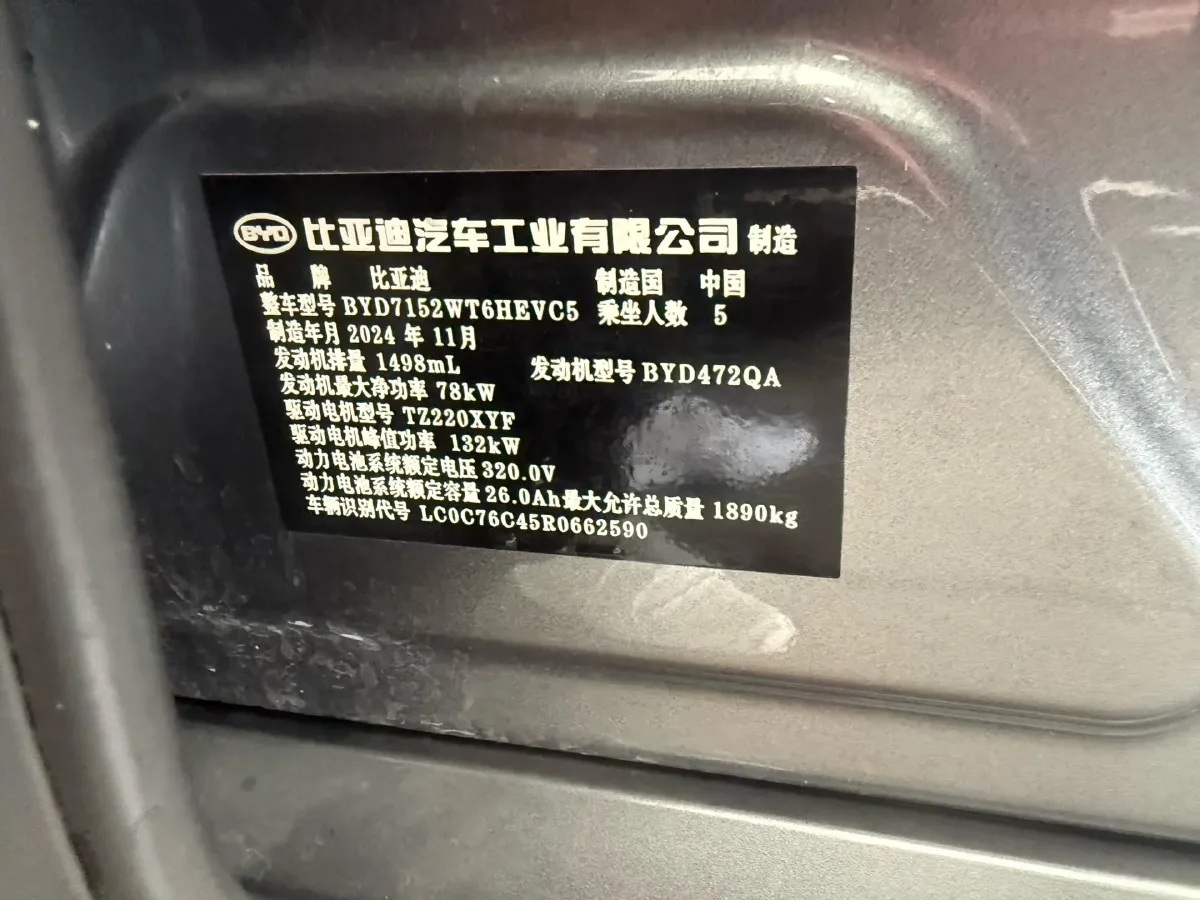 BYD 比亚迪汽车工业有限公司 制造
品 牌 比亚迪 制造国 中国
整车型号 BYD7152WT6HEVC5 乘坐人数 5
制造年月 2024 年 11月
发动机排量 1498mL 发动机型号 BYD472QA
发动机最大净功率 78kW
驱动电机型号 TZ220XYF
驱动电机峰值功率 132kW
动力电池系统额定电压 320.0V
动力电池系统额定容量 26.0Ah 最大允许总质量 1890kg
车辆识别代号 LC0C76C45R0662590